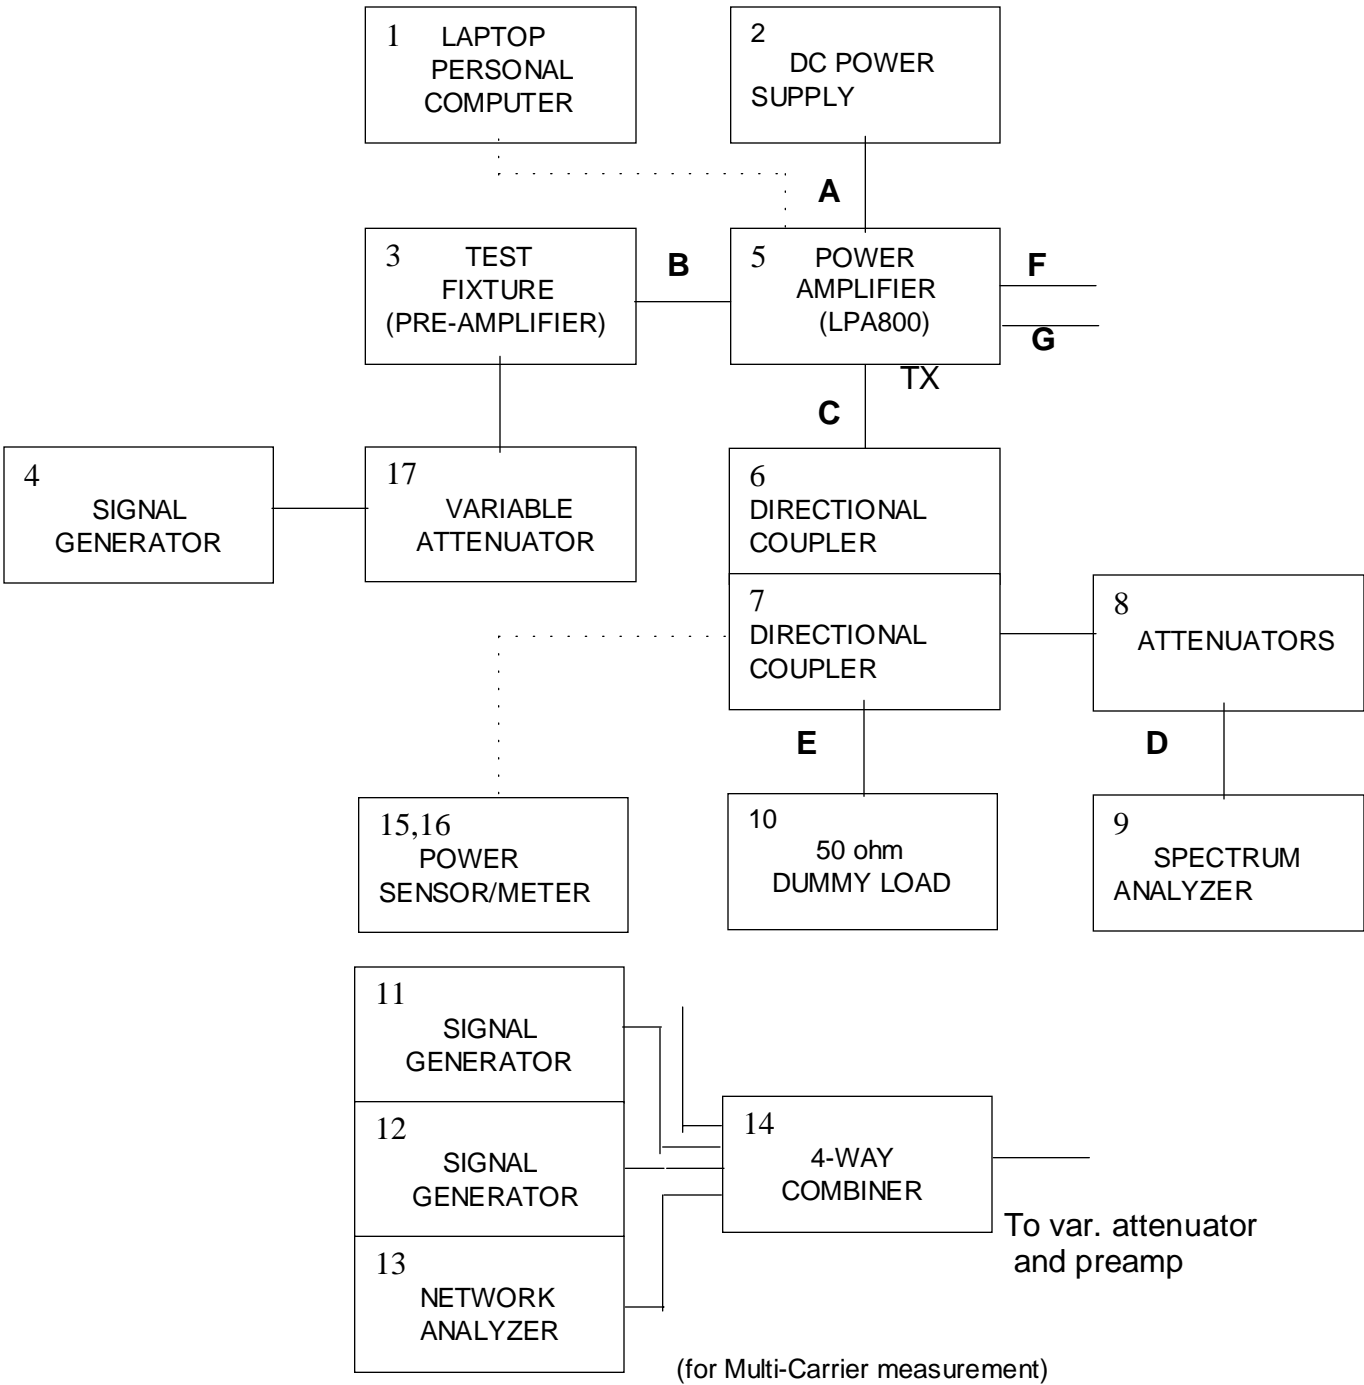 1 LAPTOP
PERSONAL
COMPUTER
2
DC POWER
SUPPLY
A
3 TEST
FIXTURE
(PRE-AMPLIFIER)
B
5 POWER
AMPLIFIER
(LPA800)
F
G
TX
C
4
SIGNAL
GENERATOR
17
VARIABLE
ATTENUATOR
6
DIRECTIONAL
COUPLER
7
DIRECTIONAL
COUPLER
8
ATTENUATORS
E
D
15,16
POWER
SENSOR/METER
10
50 ohm
DUMMY LOAD
9
SPECTRUM
ANALYZER
11
SIGNAL
GENERATOR
12
SIGNAL
GENERATOR
13
NETWORK
ANALYZER
14
4-WAY
COMBINER
To var. attenuator
and preamp
(for Multi-Carrier measurement)